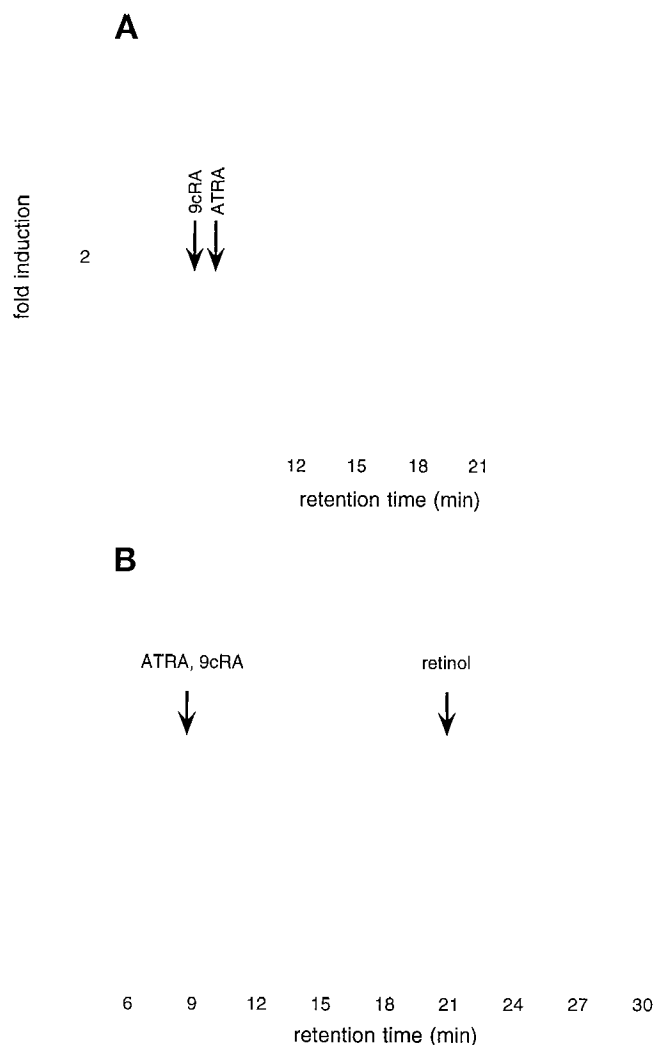 A
9cRA
ATRA
fold induction
2
12 15 18 21
retention time (min)
B
ATRA, 9cRA
retinol
6 9 12 15 18 21 24 27 30
retention time (min)